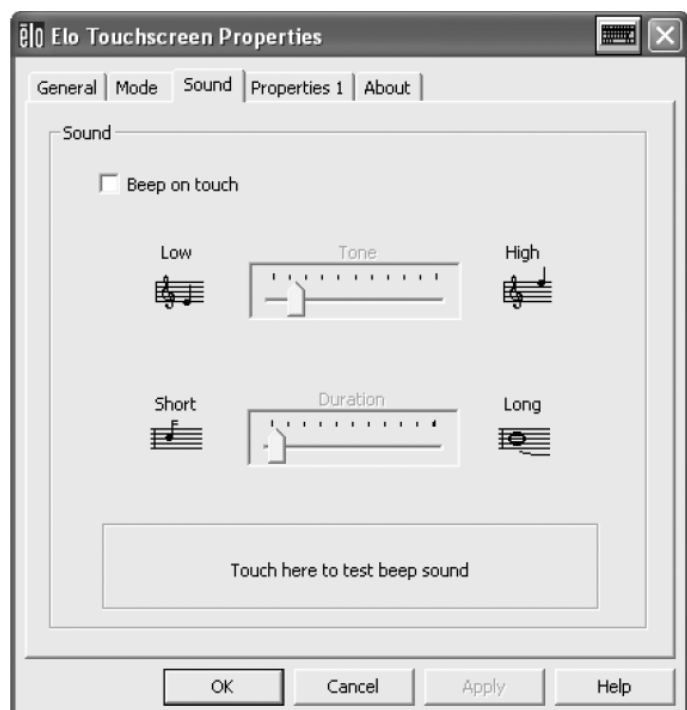 ēlo Elo Touchscreen Properties
General Mode Sound Properties 1 About
Sound
Beep on touch
Low Tone High
Short Duration Long
Touch here to test beep sound
OK Cancel Apply Help